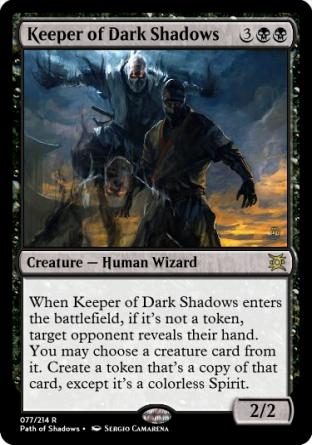 Keeper of Dark Shadows 3
Creature — Human Wizard
When Keeper of Dark Shadows enters
the battlefield, if it's not a token,
target opponent reveals their hand.
You may choose a creature card from
it. Create a token that's a copy of that
card, except it's a colorless Spirit.
2/2
077/214 R
Path of Shadows • Sergio Camarena